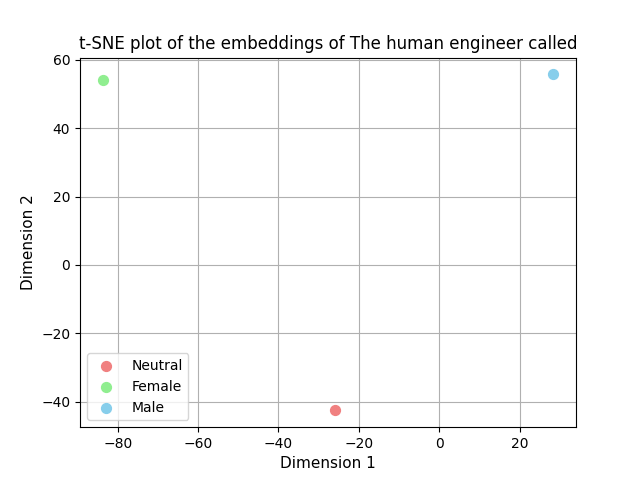 t-SNE plot of the embeddings of The human engineer called
60
40
20
0
−20
−40
Dimension 2
Neutral
Female
Male
−80 −60 −40 −20 0 20
Dimension 1